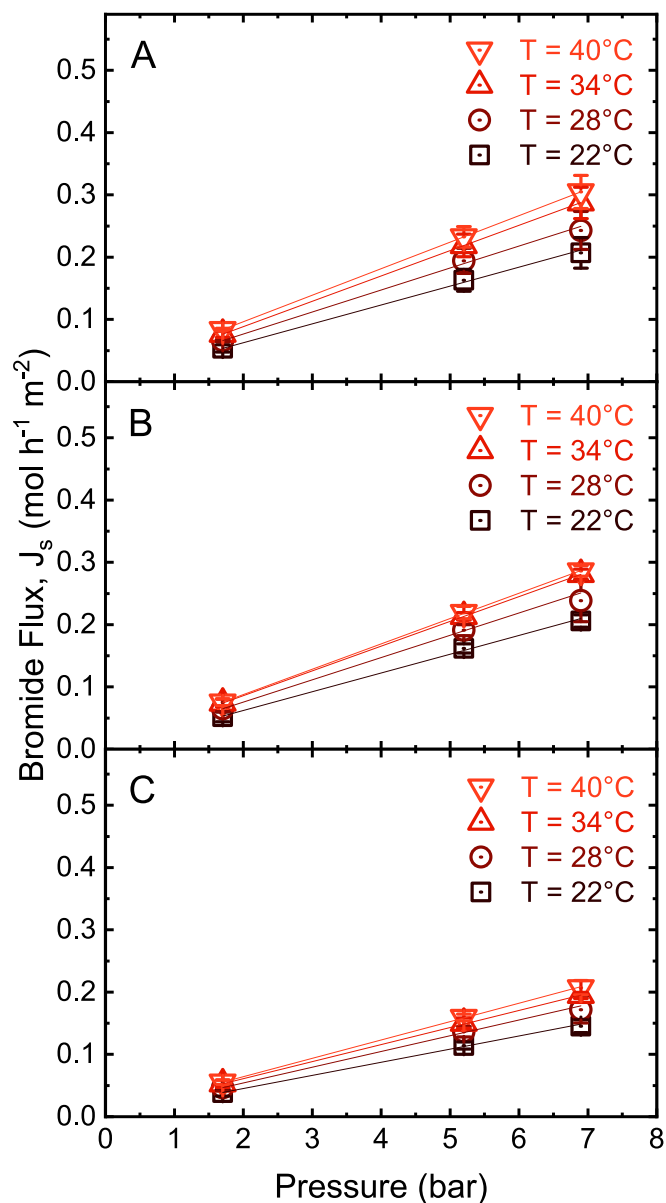 A
T = 40°C
T = 34°C
T = 28°C
T = 22°C
0.5
0.4
0.3
0.2
0.1
0.0
B
T = 40°C
T = 34°C
T = 28°C
T = 22°C
0.5
0.4
0.3
0.2
0.1
0.0
C
T = 40°C
T = 34°C
T = 28°C
T = 22°C
0.5
0.4
0.3
0.2
0.1
0.0
Bromide Flux, Jₛ (mol h⁻¹ m⁻²)
0 1 2 3 4 5 6 7 8
Pressure (bar)